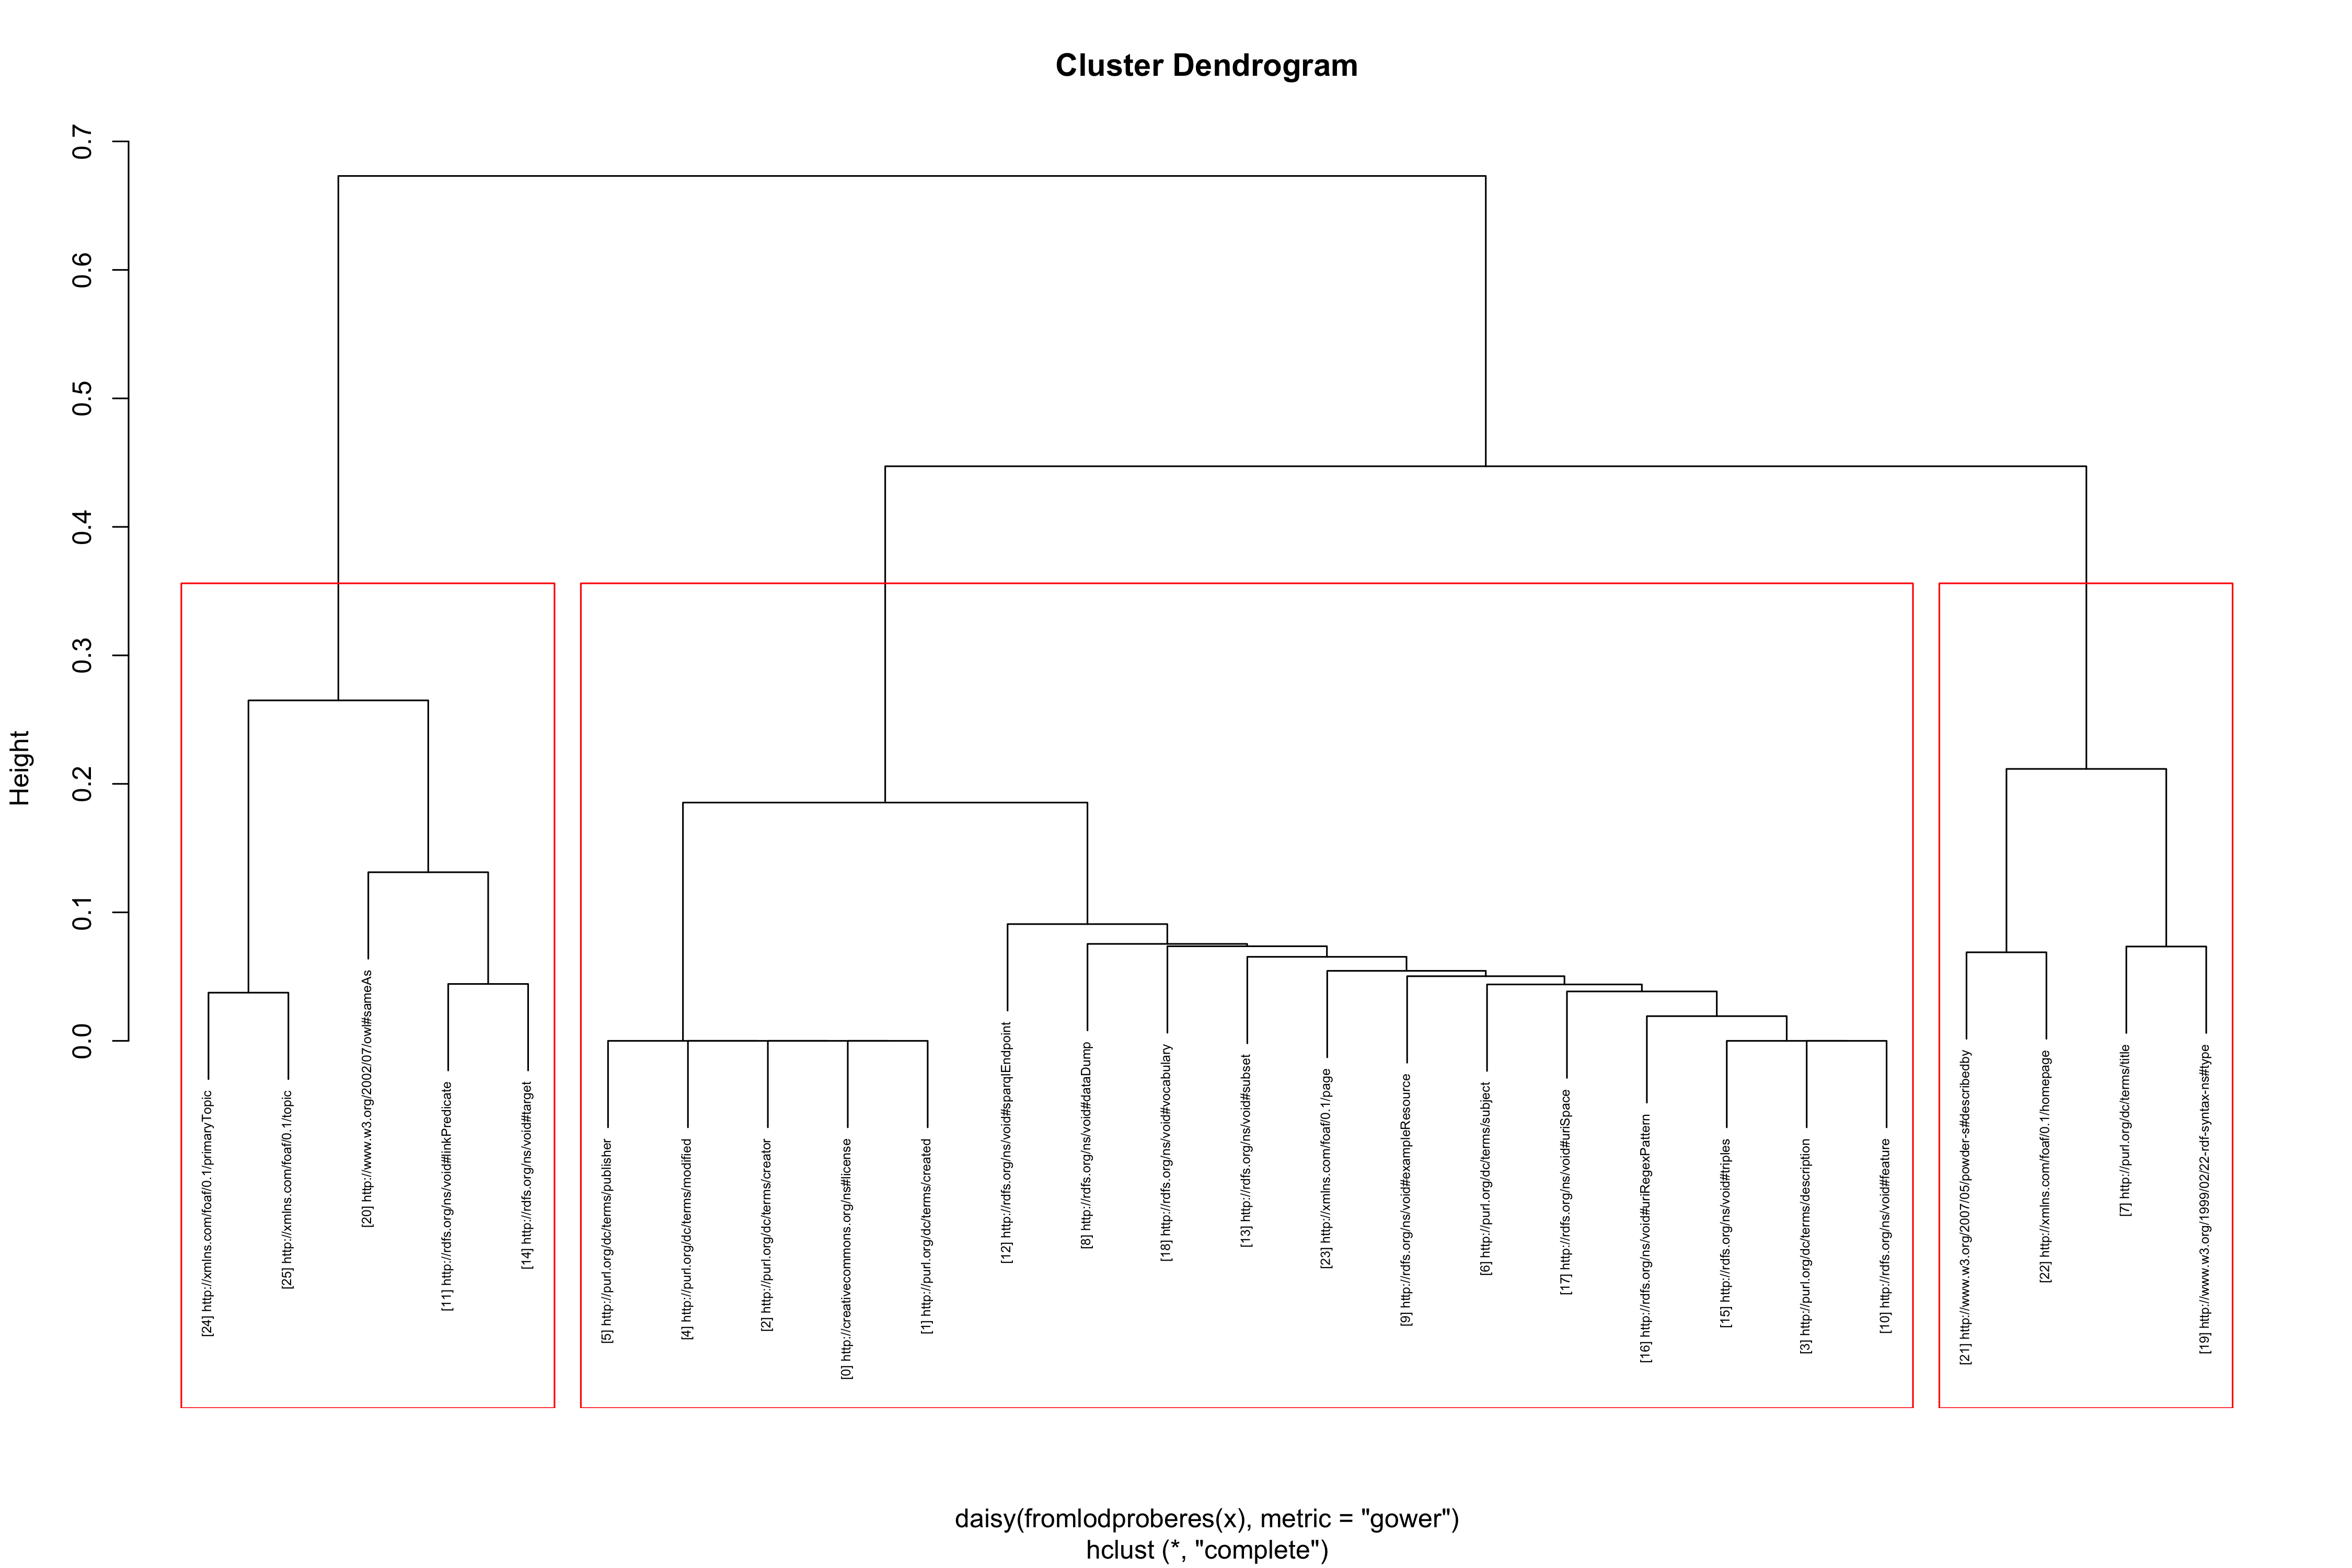 Cluster Dendrogram
Height
0.7
0.6
0.5
0.4
0.3
0.2
0.1
0.0
[24] http://xmlns.com/foaf/0.1/primaryTopic
[25] http://xmlns.com/foaf/0.1/topic
[20] http://www.w3.org/2002/07/owl#sameAs
[11] http://rdfs.org/ns/void#linkPredicate
[14] http://rdfs.org/ns/void#target
[5] http://purl.org/dc/terms/publisher
[4] http://purl.org/dc/terms/modified
[2] http://purl.org/dc/terms/creator
[0] http://creativecommons.org/ns#license
[1] http://purl.org/dc/terms/created
[12] http://rdfs.org/ns/void#sparqlEndpoint
[8] http://rdfs.org/ns/void#dataDump
[18] http://rdfs.org/ns/void#vocabulary
[13] http://rdfs.org/ns/void#subset
[23] http://xmlns.com/foaf/0.1/page
[9] http://rdfs.org/ns/void#exampleResource
[6] http://purl.org/dc/terms/subject
[17] http://rdfs.org/ns/void#uriSpace
[16] http://rdfs.org/ns/void#uriRegexPattern
[15] http://rdfs.org/ns/void#triples
[3] http://purl.org/dc/terms/description
[10] http://rdfs.org/ns/void#feature
[21] http://www.w3.org/2007/05/powder-s#describedby
[22] http://xmlns.com/foaf/0.1/homepage
[7] http://purl.org/dc/terms/title
[19] http://www.w3.org/1999/02/22-rdf-syntax-ns#type
daisy(fromlodproberes(x), metric = "gower")
hclust (*, "complete")